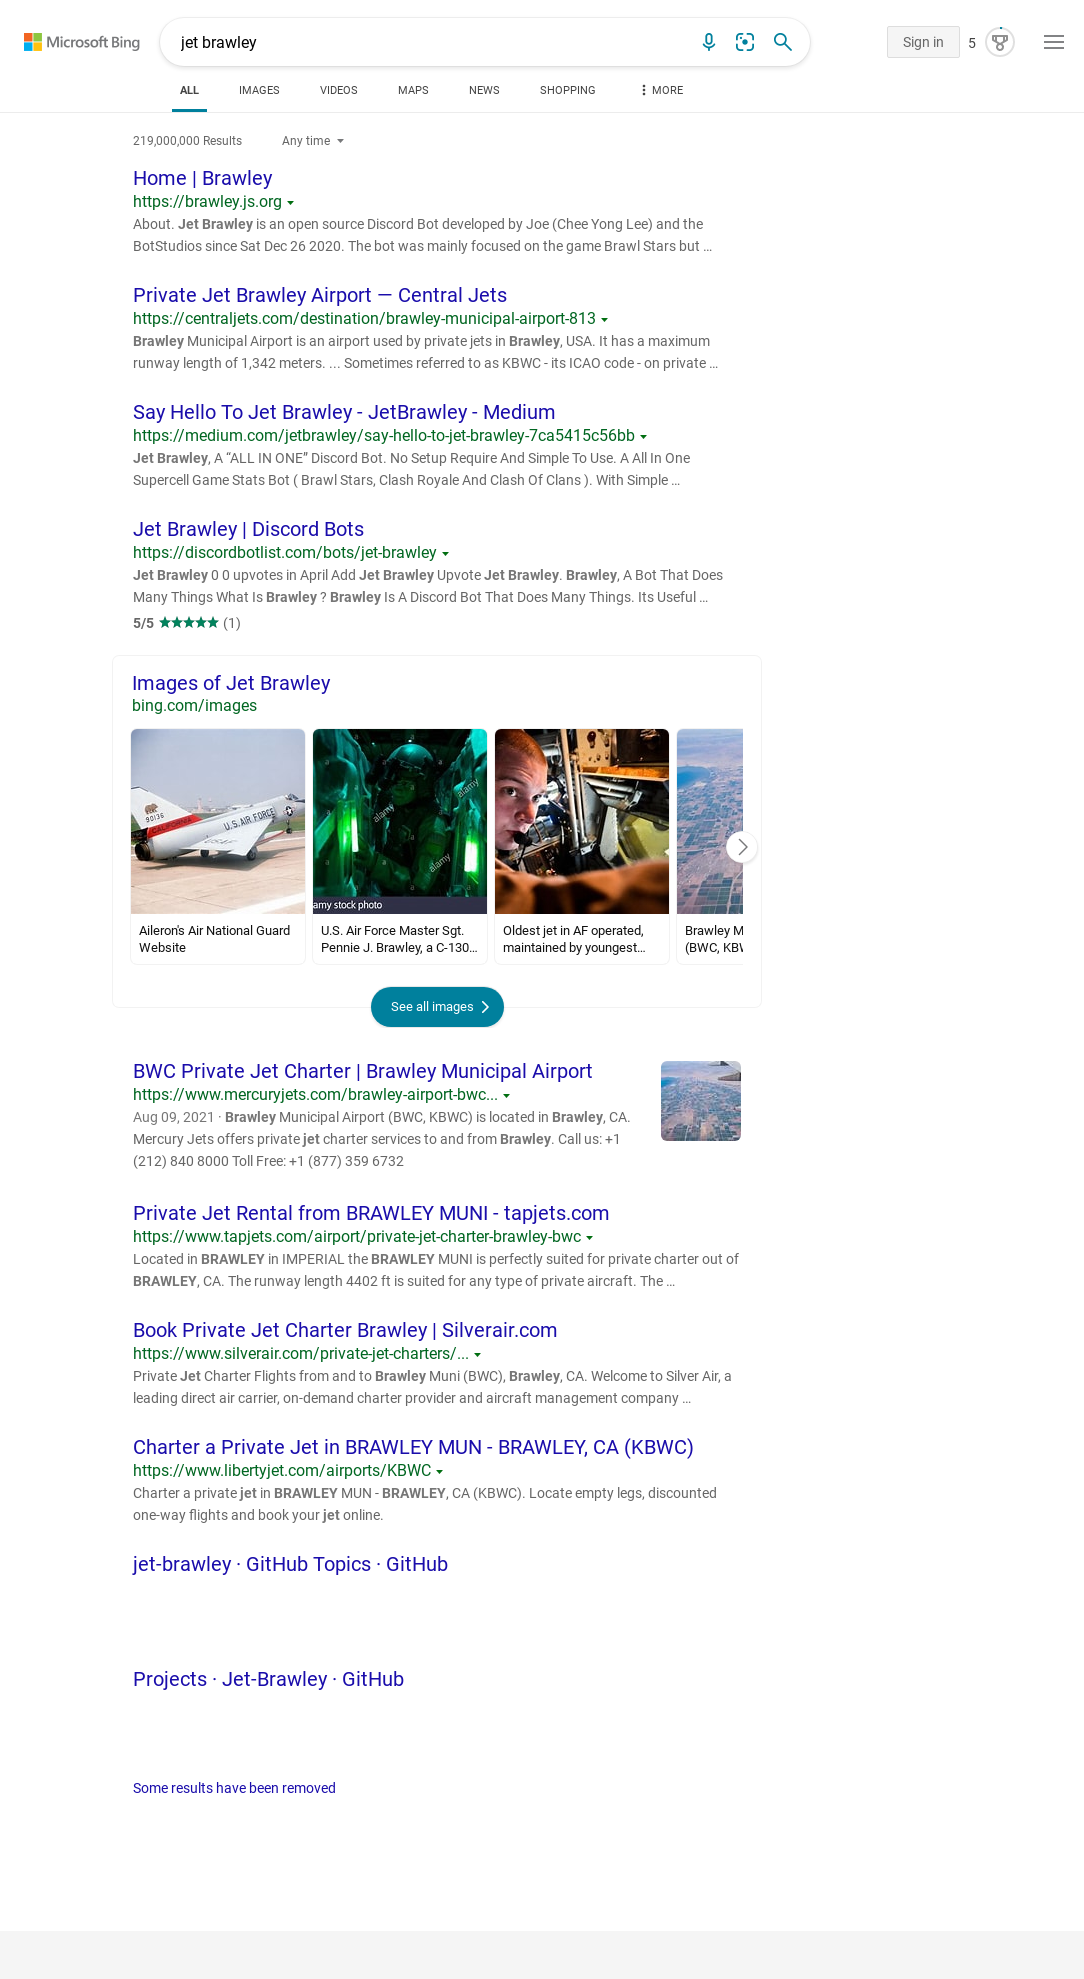 Microsoft Bing
jet brawley
Sign in
5
ALL
IMAGES
VIDEOS
MAPS
NEWS
SHOPPING
MORE
219,000,000 Results
Any time
Home | Brawley
https://brawley.js.org
About. Jet Brawley is an open source Discord Bot developed by Joe (Chee Yong Lee) and the
BotStudios since Sat Dec 26 2020. The bot was mainly focused on the game Brawl Stars but …
Private Jet Brawley Airport — Central Jets
https://centraljets.com/destination/brawley-municipal-airport-813
Brawley Municipal Airport is an airport used by private jets in Brawley, USA. It has a maximum
runway length of 1,342 meters. ... Sometimes referred to as KBWC - its ICAO code - on private …
Say Hello To Jet Brawley - JetBrawley - Medium
https://medium.com/jetbrawley/say-hello-to-jet-brawley-7ca5415c56bb
Jet Brawley, A “ALL IN ONE” Discord Bot. No Setup Require And Simple To Use. A All In One
Supercell Game Stats Bot ( Brawl Stars, Clash Royale And Clash Of Clans ). With Simple …
Jet Brawley | Discord Bots
https://discordbotlist.com/bots/jet-brawley
Jet Brawley 0 0 upvotes in April Add Jet Brawley Upvote Jet Brawley. Brawley, A Bot That Does
Many Things What Is Brawley ? Brawley Is A Discord Bot That Does Many Things. Its Useful …
5/5 ★★★★★ (1)
Images of Jet Brawley
bing.com/images
90136
CALIFORNIA
U.S. AIR FORCE
alamy
alamy
alamy
amy stock photo
Aileron's Air National Guard
Website
U.S. Air Force Master Sgt.
Pennie J. Brawley, a C-130…
Oldest jet in AF operated,
maintained by youngest…
Brawley M
(BWC, KBW
See all images
BWC Private Jet Charter | Brawley Municipal Airport
https://www.mercuryjets.com/brawley-airport-bwc...
Aug 09, 2021 · Brawley Municipal Airport (BWC, KBWC) is located in Brawley, CA.
Mercury Jets offers private jet charter services to and from Brawley. Call us: +1
(212) 840 8000 Toll Free: +1 (877) 359 6732
Private Jet Rental from BRAWLEY MUNI - tapjets.com
https://www.tapjets.com/airport/private-jet-charter-brawley-bwc
Located in BRAWLEY in IMPERIAL the BRAWLEY MUNI is perfectly suited for private charter out of
BRAWLEY, CA. The runway length 4402 ft is suited for any type of private aircraft. The …
Book Private Jet Charter Brawley | Silverair.com
https://www.silverair.com/private-jet-charters/...
Private Jet Charter Flights from and to Brawley Muni (BWC), Brawley, CA. Welcome to Silver Air, a
leading direct air carrier, on-demand charter provider and aircraft management company …
Charter a Private Jet in BRAWLEY MUN - BRAWLEY, CA (KBWC)
https://www.libertyjet.com/airports/KBWC
Charter a private jet in BRAWLEY MUN - BRAWLEY, CA (KBWC). Locate empty legs, discounted
one-way flights and book your jet online.
jet-brawley · GitHub Topics · GitHub
Projects · Jet-Brawley · GitHub
Some results have been removed